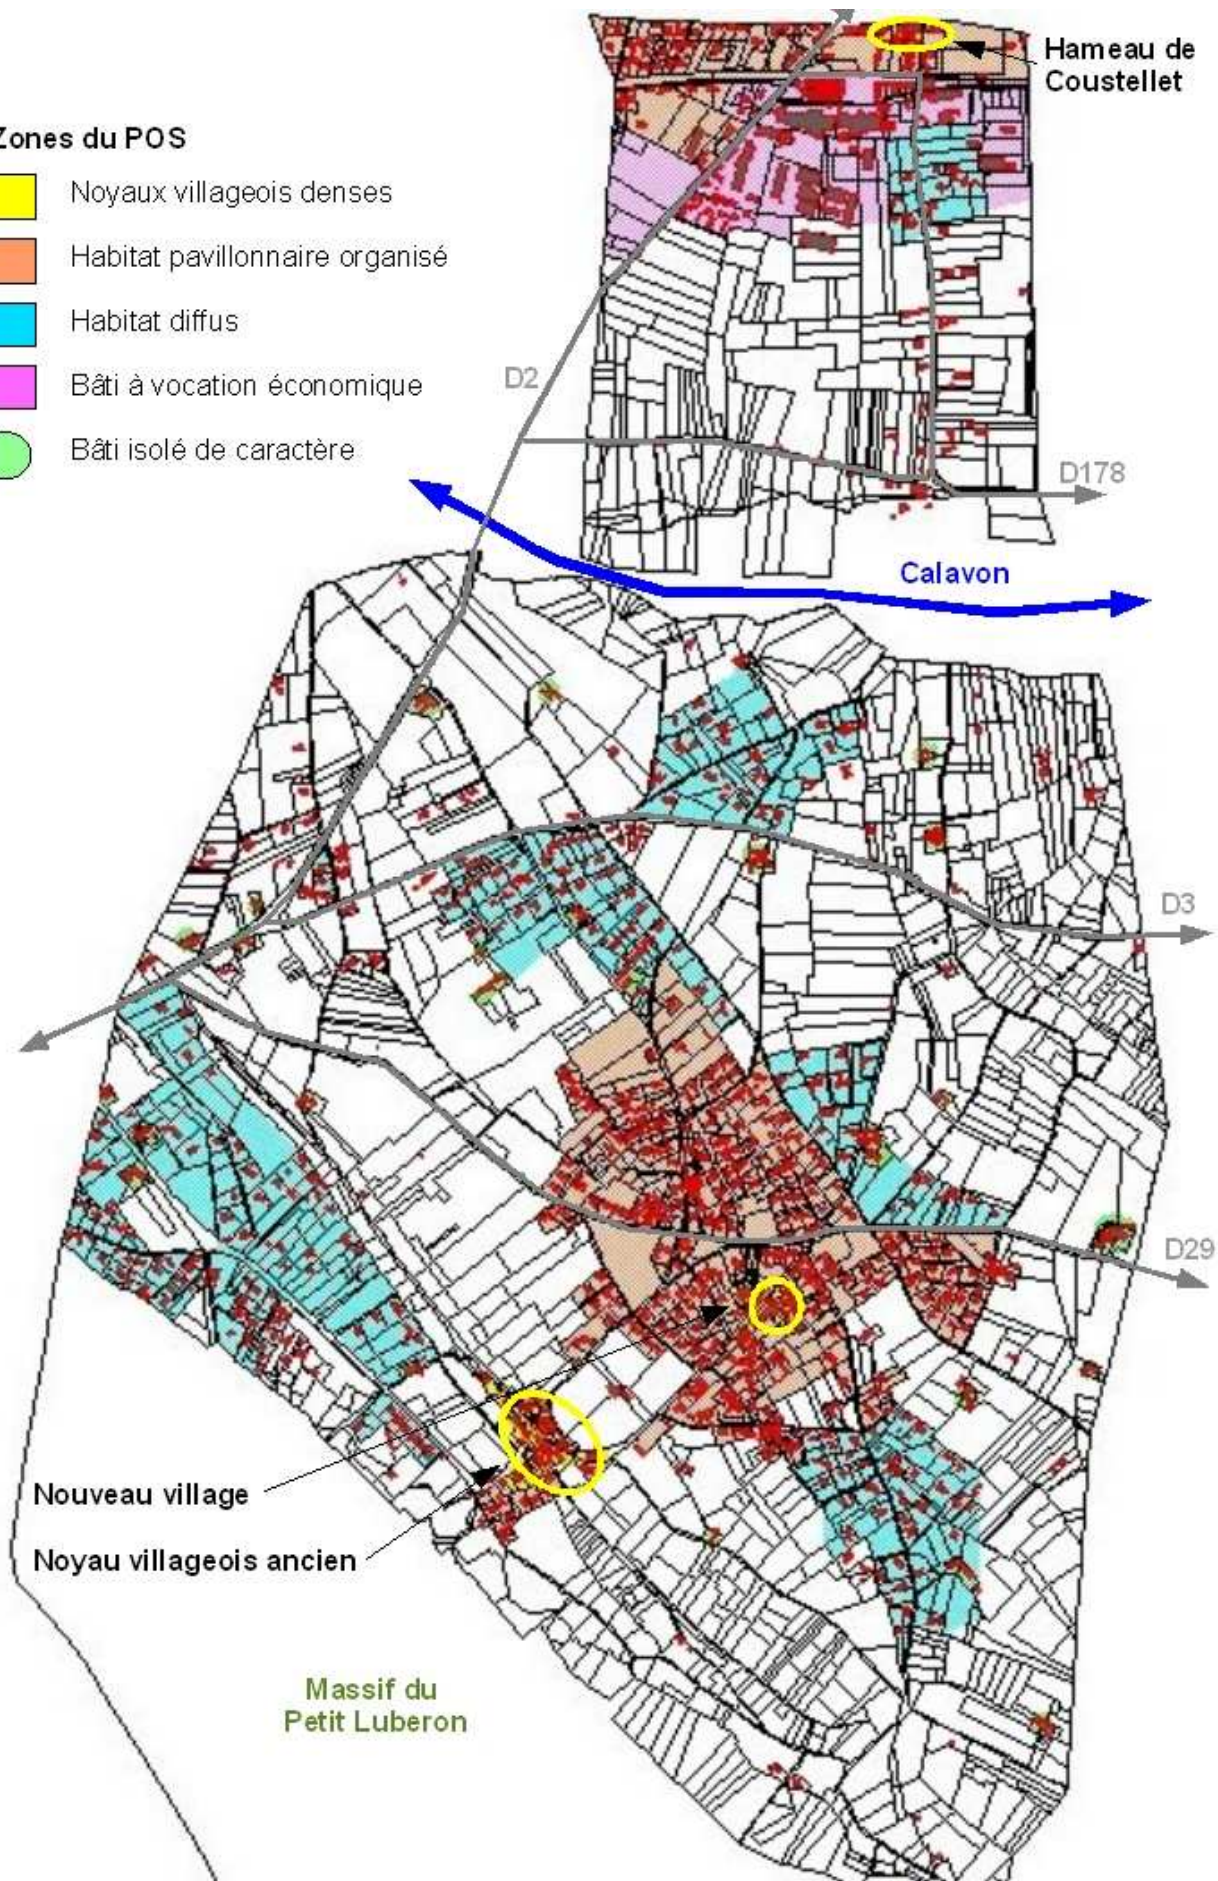 Hameau de
Coustellet
Zones du POS
Noyaux villageois denses
Habitat pavillonnaire organisé
Habitat diffus
Bâti à vocation économique
Bâti isolé de caractère
D2
D178
Calavon
D3
D29
Nouveau village
Noyau villageois ancien
Massif du
Petit Luberon